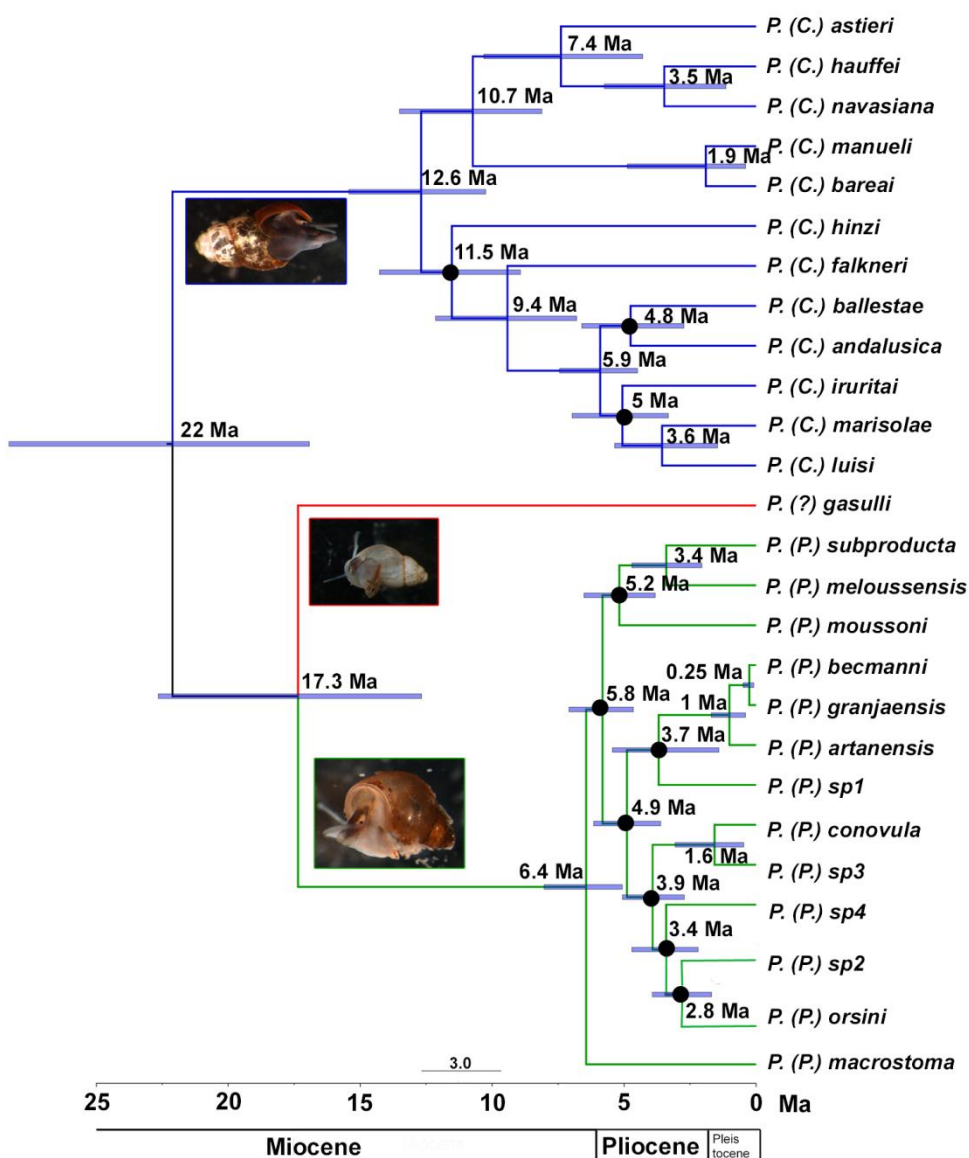 P. (C.) astieri
7.4 Ma
P. (C.) hauffei
3.5 Ma
10.7 Ma
P. (C.) navasiana
P. (C.) manueli
1.9 Ma
12.6 Ma
P. (C.) bareai
P. (C.) hinzi
11.5 Ma
P. (C.) falkneri
9.4 Ma
P. (C.) ballestae
4.8 Ma
P. (C.) andalusica
5.9 Ma
P. (C.) iruritai
5 Ma
22 Ma
P. (C.) marisolae
3.6 Ma
P. (C.) luisi
P. (?) gasulli
P. (P.) subproducta
3.4 Ma
5.2 Ma
P. (P.) meloussensis
P. (P.) moussoni
0.25 Ma
P. (P.) becmanni
17.3 Ma
5.8 Ma
1 Ma
P. (P.) granjaensis
3.7 Ma
P. (P.) artanensis
P. (P.) sp1
4.9 Ma
P. (P.) conovula
1.6 Ma
6.4 Ma
P. (P.) sp3
3.9 Ma
P. (P.) sp4
3.4 Ma
P. (P.) sp2
2.8 Ma
P. (P.) orsini
3.0
P. (P.) macrostoma
25 20 15 10 5 0 Ma
Miocene Pliocene Pleis
tocene